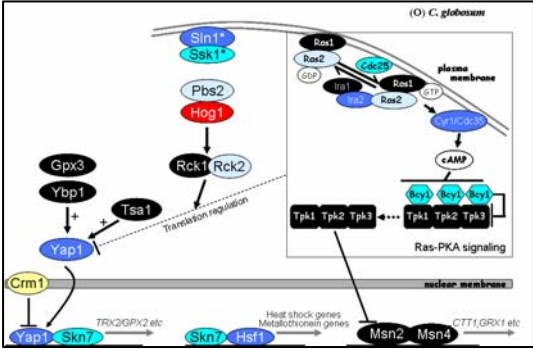 (O) C. globosum
Sln1*
Ssk1*
Pbs2
Hog1
Rck1 Rck2
Gpx3
Ybp1
+
Tsa1
+
Yap1
Translation regulation
Ras1
Ras2
GDP
Cdc25
Ira1
Ira2
Ras1
Ras2
GTP
plasma
membrane
Cyr1/Cdc35
cAMP
Bcy1 Bcy1 Bcy1
Tpk1 Tpk2 Tpk3
Tpk1 Tpk2 Tpk3
Ras-PKA signaling
Crm1
nuclear membrane
Yap1 Skn7
TRX2/GPX2 etc
Skn7 Hsf1
Heat shock genes
Metallothionein genes
Msn2 Msn4
CTT1,GRX1 etc